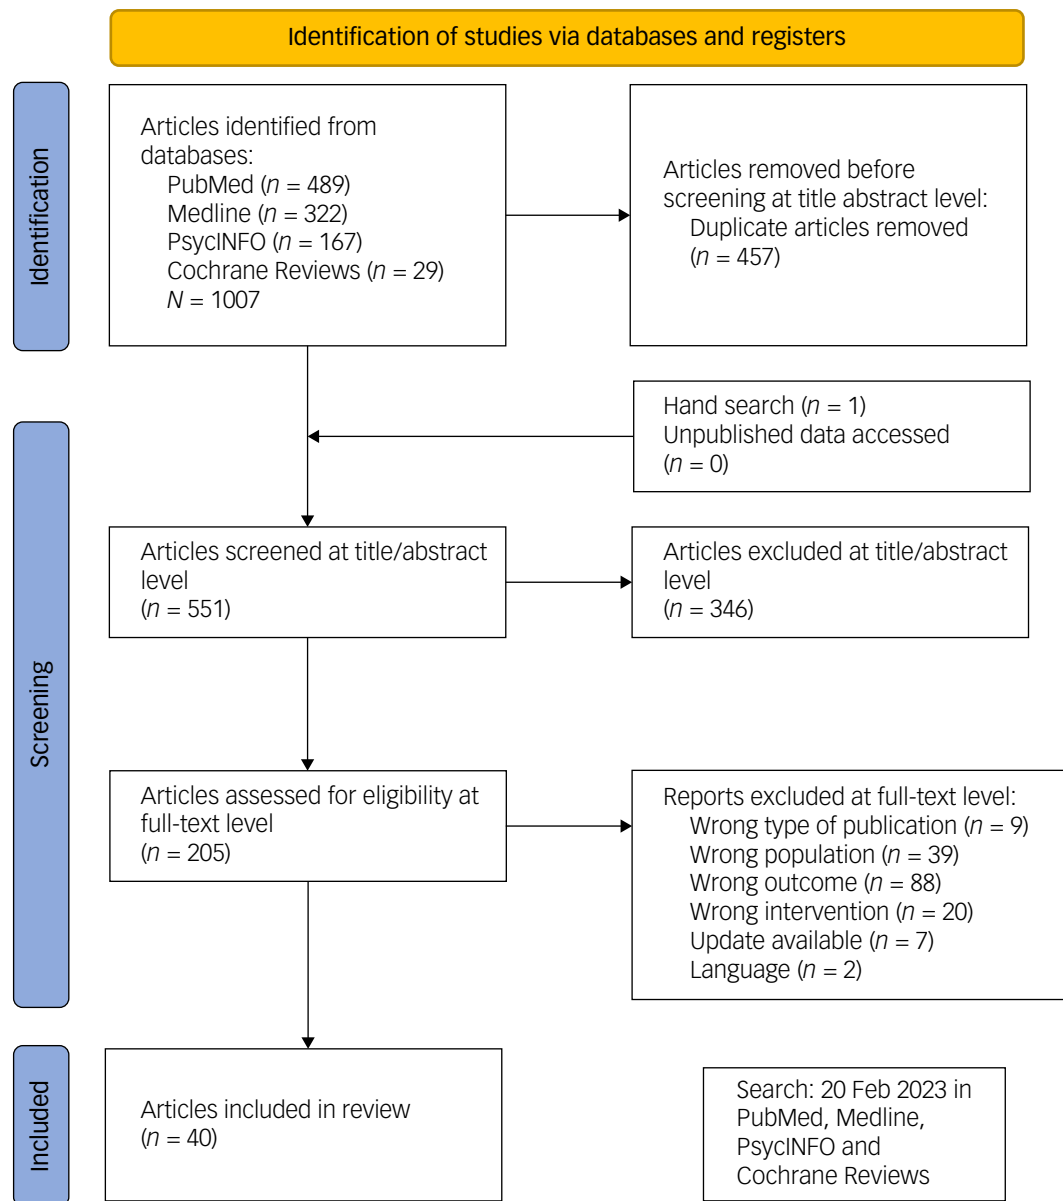 Identification of studies via databases and registers
Identification
Articles identified from
databases:
PubMed (n = 489)
Medline (n = 322)
PsycINFO (n = 167)
Cochrane Reviews (n = 29)
N = 1007
Articles removed before
screening at title abstract level:
Duplicate articles removed
(n = 457)
Screening
Hand search (n = 1)
Unpublished data accessed
(n = 0)
Articles screened at title/abstract
level
(n = 551)
Articles excluded at title/abstract
level
(n = 346)
Articles assessed for eligibility at
full-text level
(n = 205)
Reports excluded at full-text level:
Wrong type of publication (n = 9)
Wrong population (n = 39)
Wrong outcome (n = 88)
Wrong intervention (n = 20)
Update available (n = 7)
Language (n = 2)
Included
Articles included in review
(n = 40)
Search: 20 Feb 2023 in
PubMed, Medline,
PsycINFO and
Cochrane Reviews